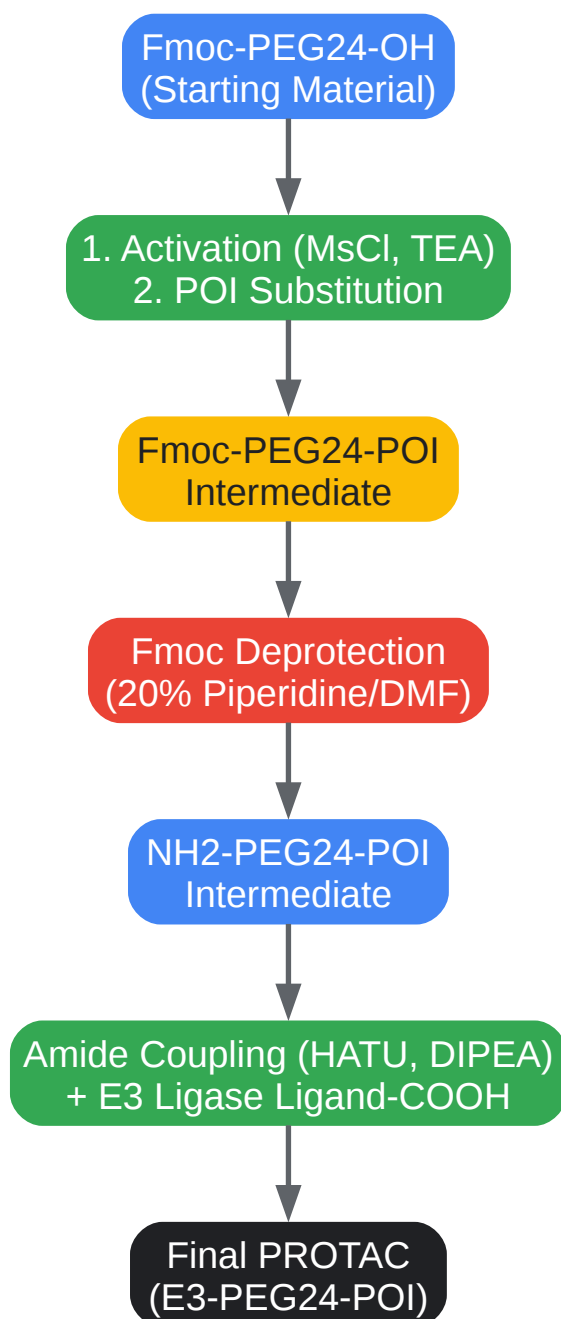 Fmoc-PEG24-OH
(Starting Material)
1. Activation (MsCl, TEA)
2. POI Substitution
Fmoc-PEG24-POI
Intermediate
Fmoc Deprotection
(20% Piperidine/DMF)
NH2-PEG24-POI
Intermediate
Amide Coupling (HATU, DIPEA)
+ E3 Ligase Ligand-COOH
Final PROTAC
(E3-PEG24-POI)